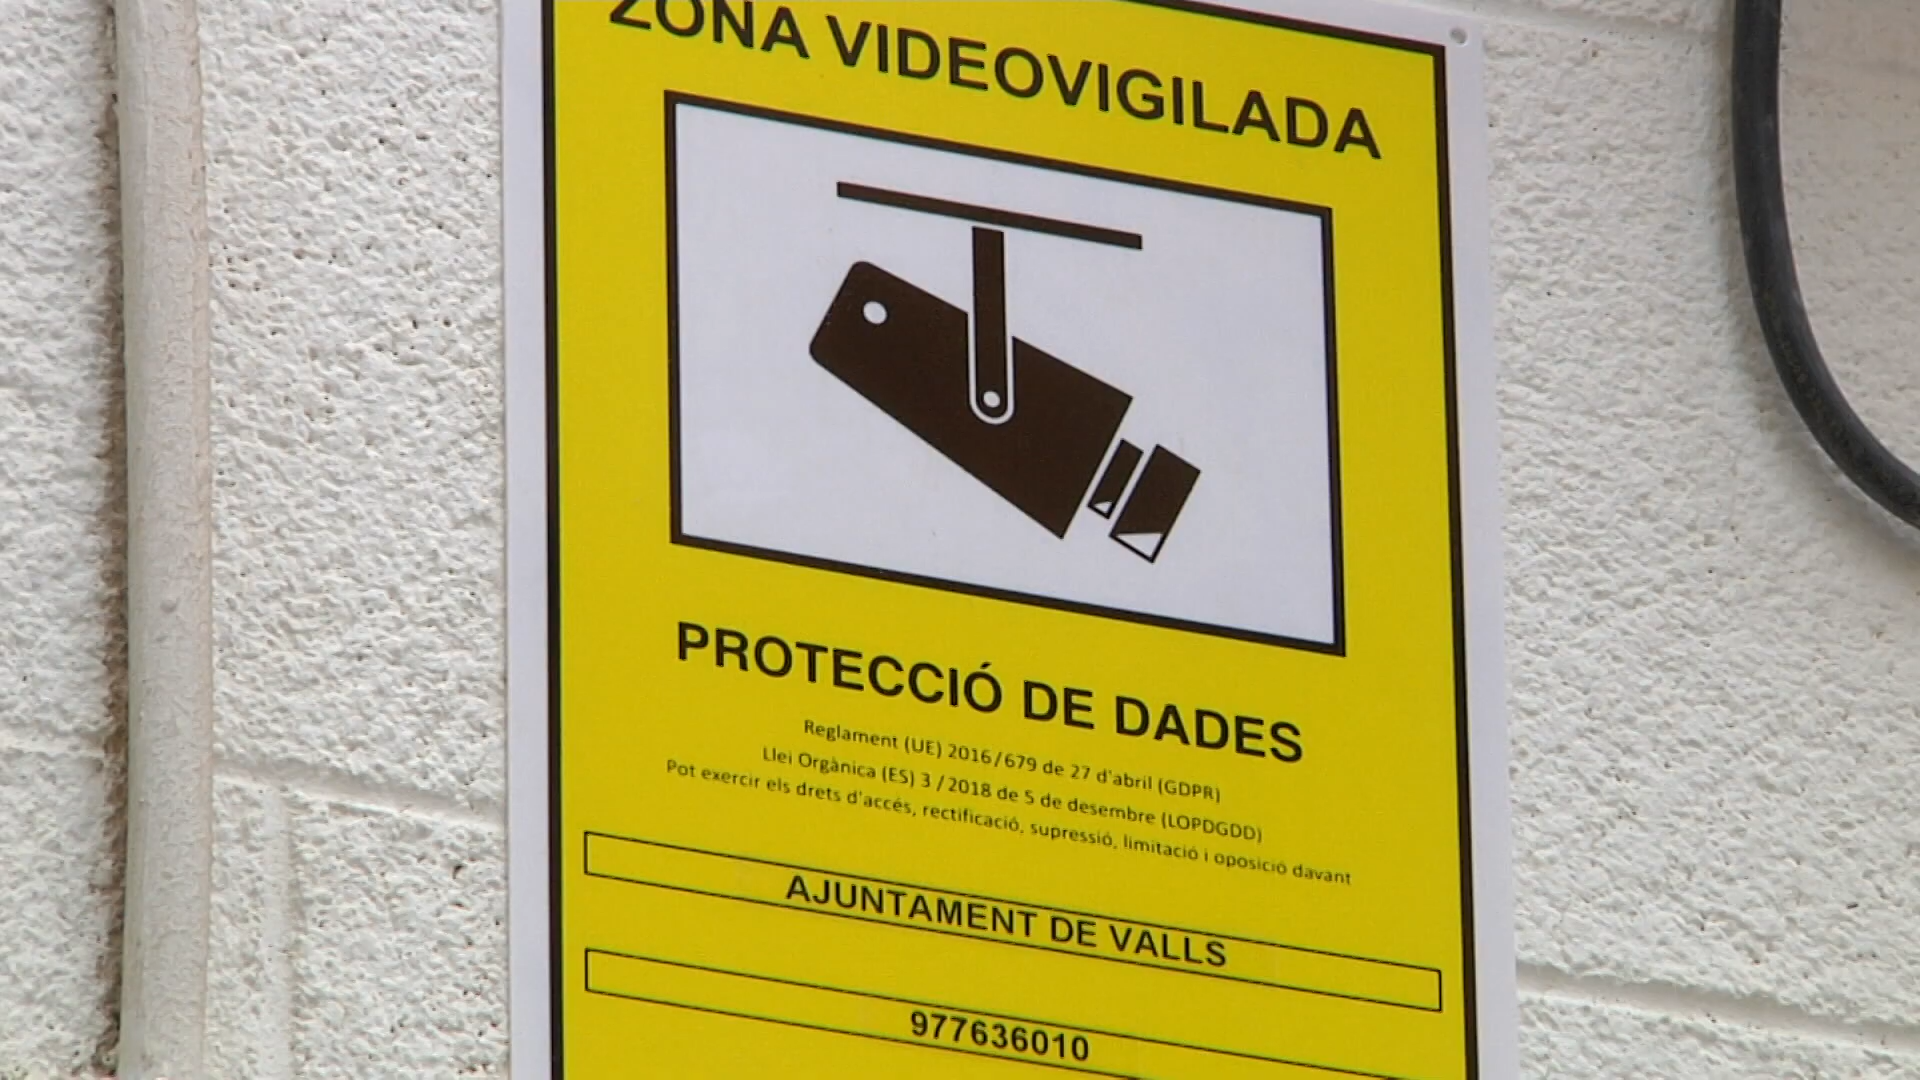 ZONA VIDEOVIGILADA
PROTECCIÓ DE DADES
Reglament (UE) 2016/679 de 27 d'abril (GDPR)
Llei Orgànica (ES) 3/2018 de 5 de desembre (LOPDGDD)
Pot exercir els drets d'accés, rectificació, supressió, limitació i oposició davant
AJUNTAMENT DE VALLS
977636010